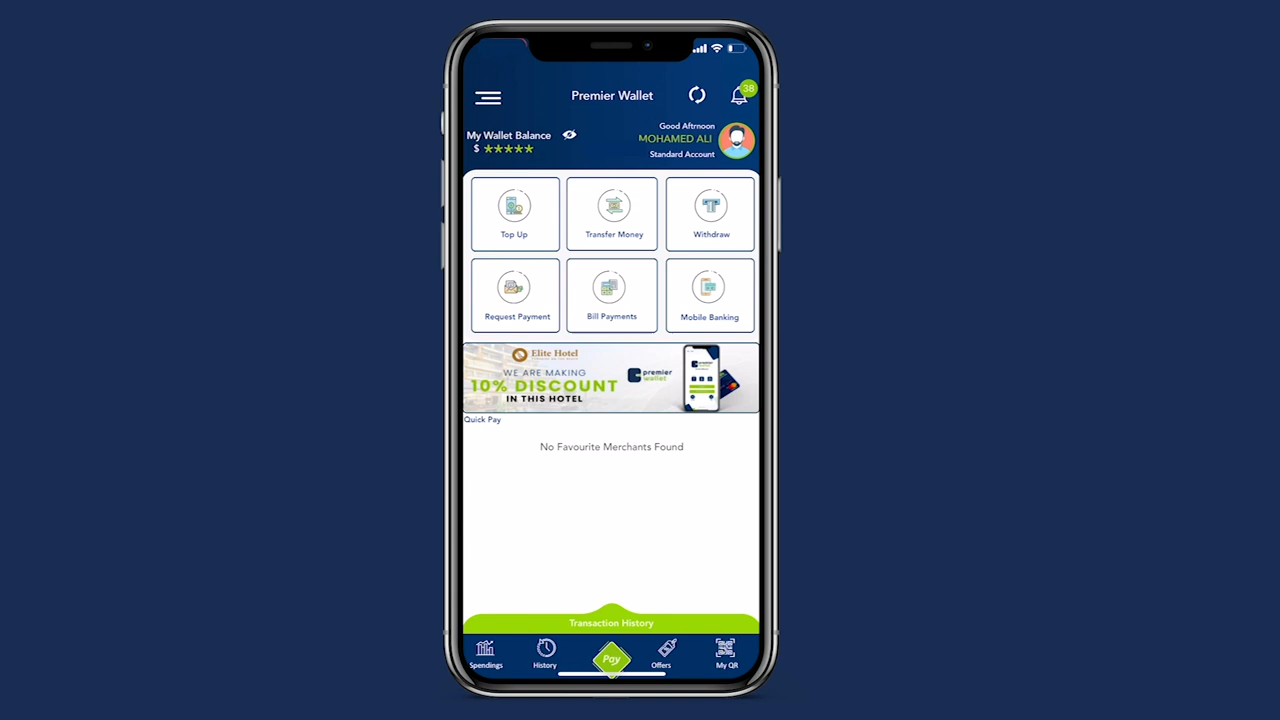 Premier Wallet
38
My Wallet Balance
$ *****
Good Aftrnoon
MOHAMED ALI
Standard Account
Top Up
Transfer Money
Withdraw
Request Payment
Bill Payments
Mobile Banking
Elite Hotel
WE ARE MAKING
10% DISCOUNT
IN THIS HOTEL
premier
wallet
Quick Pay
No Favourite Merchants Found
Transaction History
Spendings
History
Pay
Offers
My QR